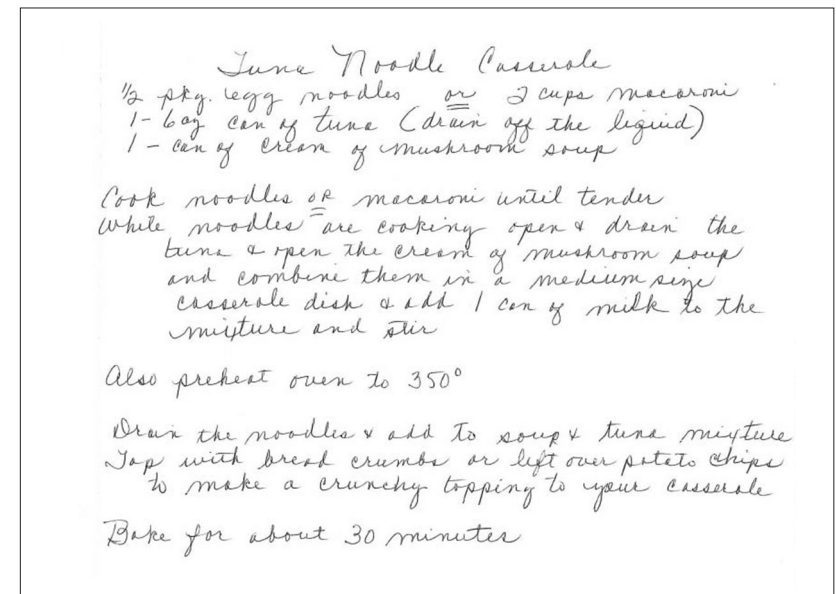 Tuna Noodle Casserole
1/2 pkg. egg noodles or 2 cups macaroni
1- 6 oz can of tuna (drain off the liquid)
1 - can of cream of mushroom soup
Cook noodles OR macaroni until tender
While noodles are cooking open & drain the
tuna & open the cream of mushroom soup
and combine them in a medium size
casserole dish & add 1 can of milk to the
mixture and stir
Also preheat oven to 350°
Drain the noodles & add to soup & tuna mixture
Top with bread crumbs or left over potato chips
to make a crunchy topping to your casserole
Bake for about 30 minutes